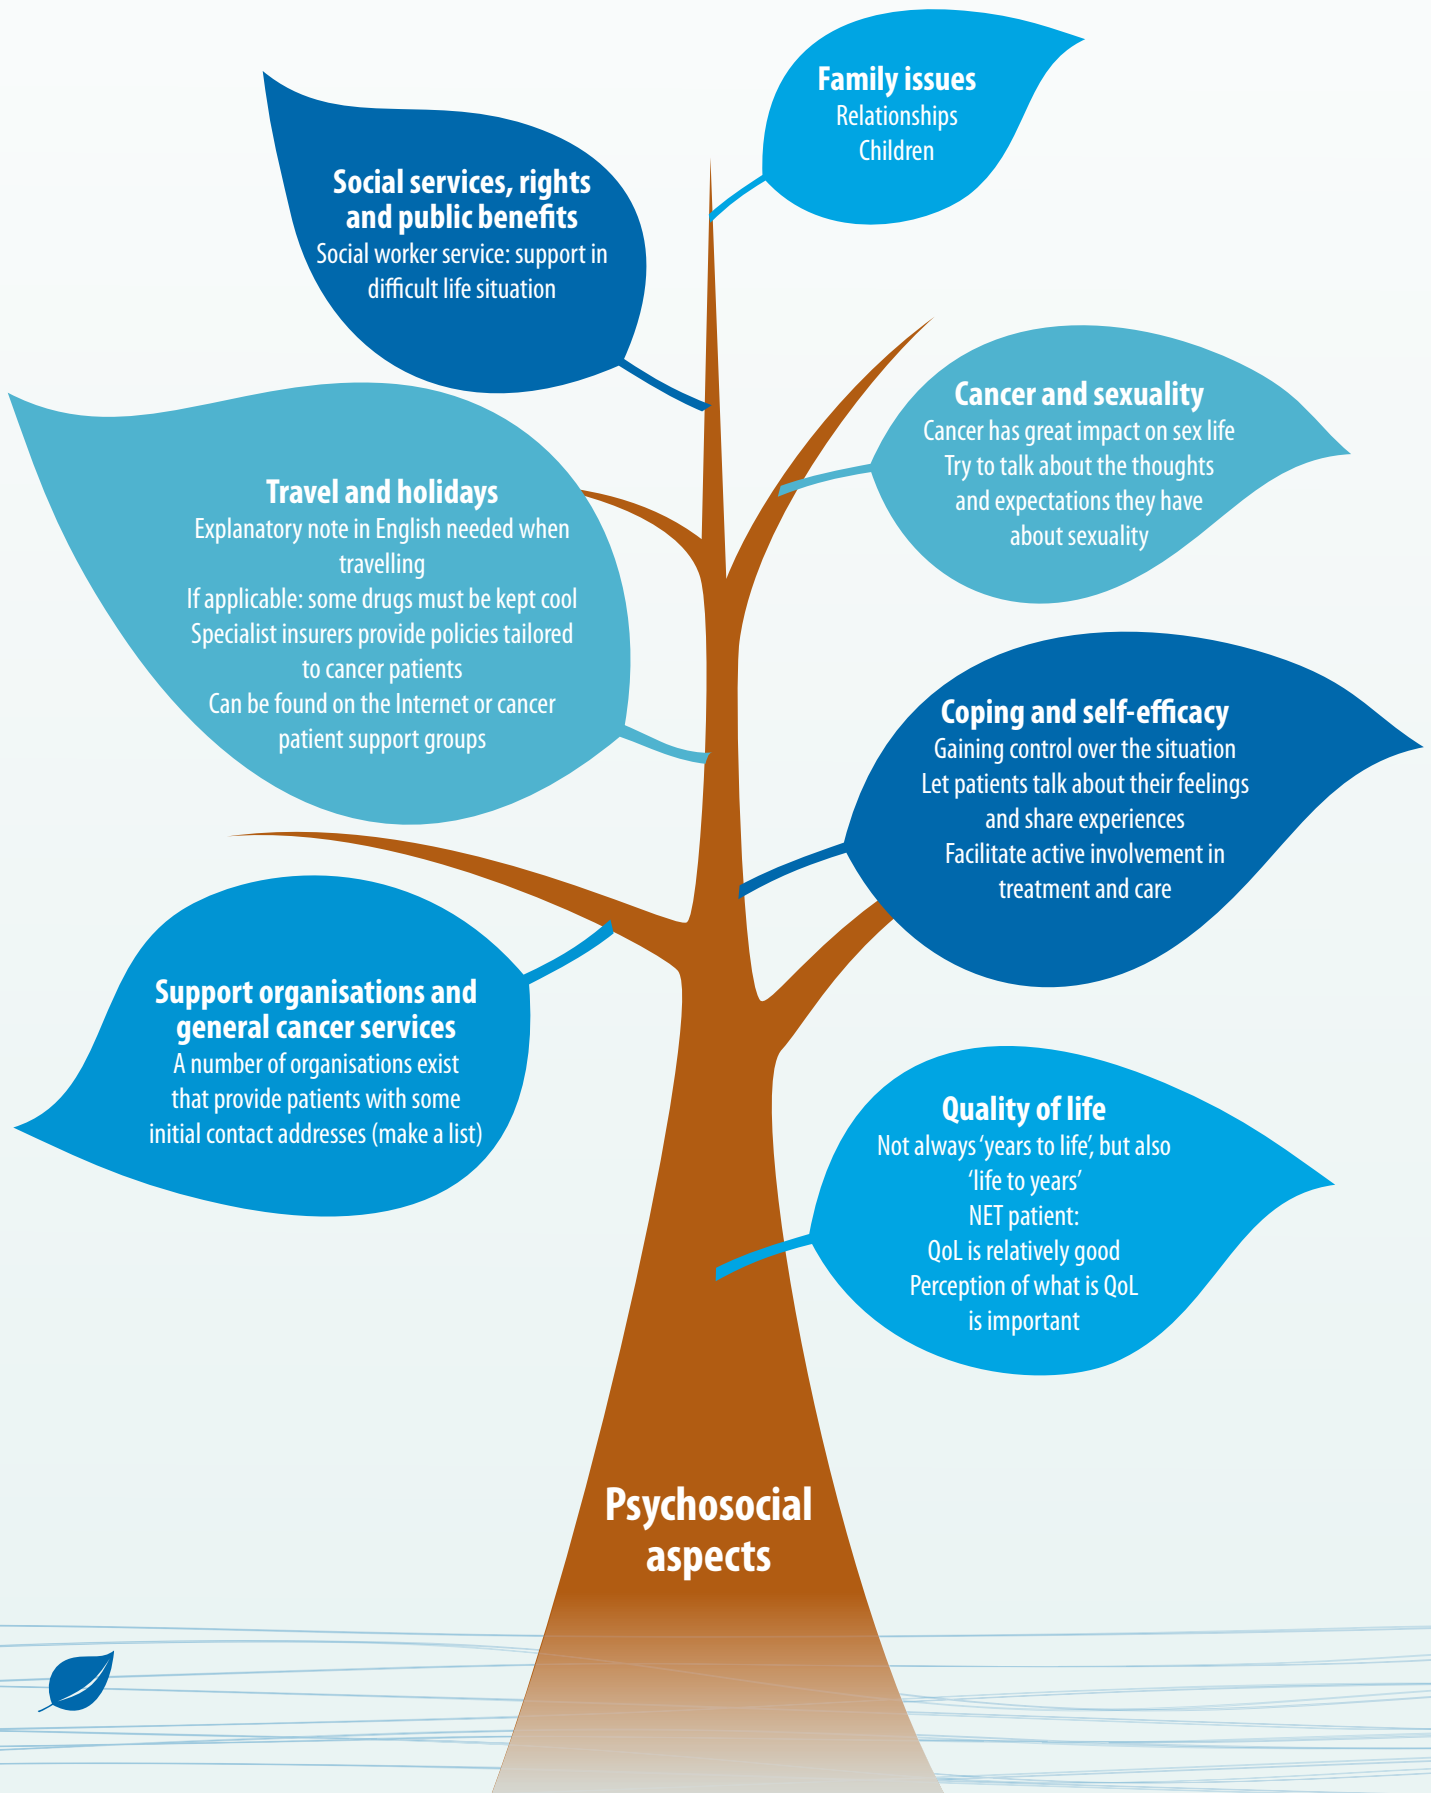 Family issues
Relationships
Children
Social services, rights
and public benefits
Social worker service: support in
difficult life situation
Cancer and sexuality
Cancer has great impact on sex life
Try to talk about the thoughts
and expectations they have
about sexuality
Travel and holidays
Explanatory note in English needed when
travelling
If applicable: some drugs must be kept cool
Specialist insurers provide policies tailored
to cancer patients
Can be found on the Internet or cancer
patient support groups
Coping and self-efficacy
Gaining control over the situation
Let patients talk about their feelings
and share experiences
Facilitate active involvement in
treatment and care
Support organisations and
general cancer services
A number of organisations exist
that provide patients with some
initial contact addresses (make a list)
Quality of life
Not always ‘years to life’, but also
‘life to years’
NET patient:
QoL is relatively good
Perception of what is QoL
is important
Psychosocial
aspects